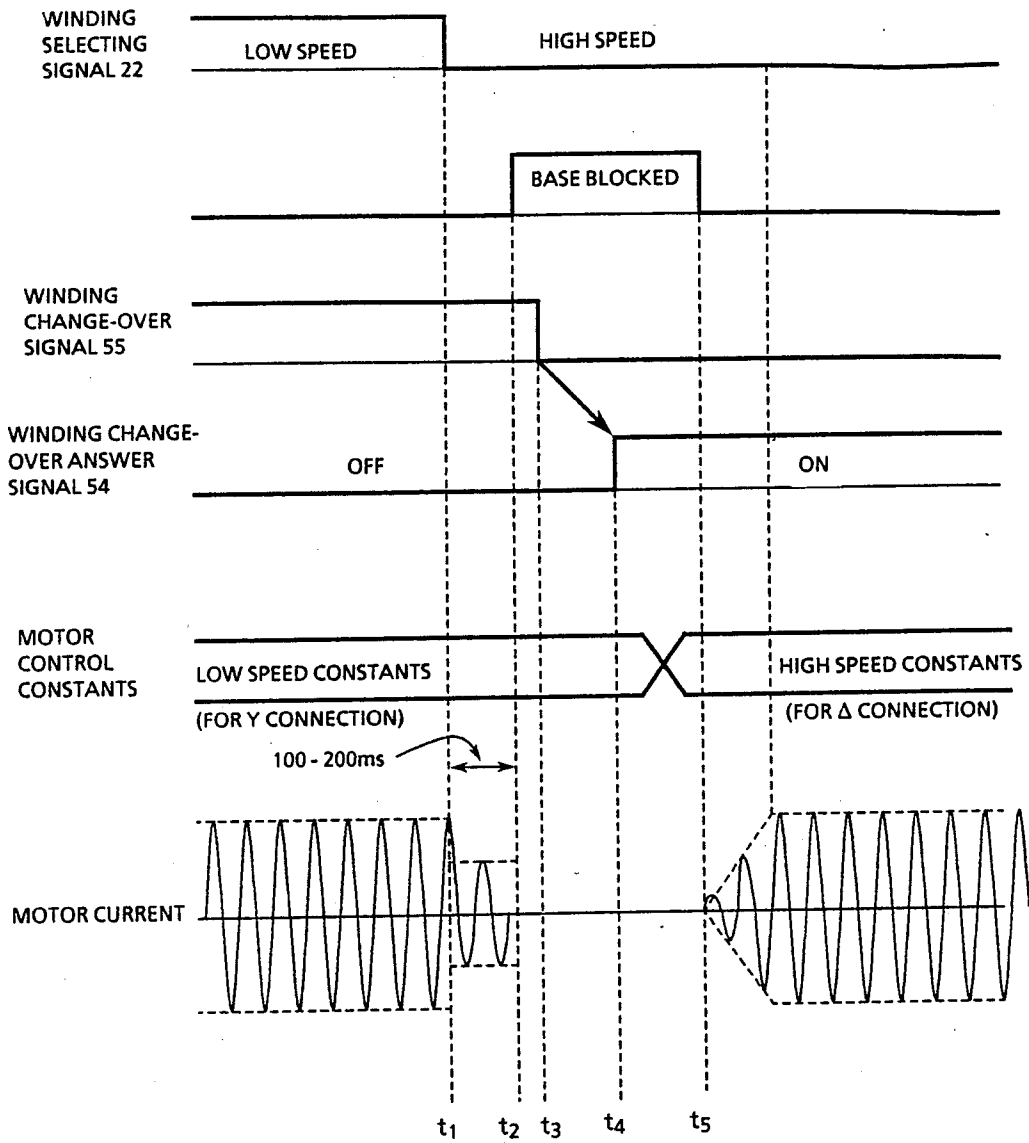 WINDING
SELECTING
SIGNAL 22
LOW SPEED
HIGH SPEED
BASE BLOCKED
WINDING
CHANGE-OVER
SIGNAL 55
WINDING CHANGE-
OVER ANSWER
SIGNAL 54
OFF
ON
MOTOR
CONTROL
CONSTANTS
LOW SPEED CONSTANTS
(FOR Y CONNECTION)
HIGH SPEED CONSTANTS
(FOR Δ CONNECTION)
100 - 200ms
MOTOR CURRENT
t1 t2 t3 t4 t5